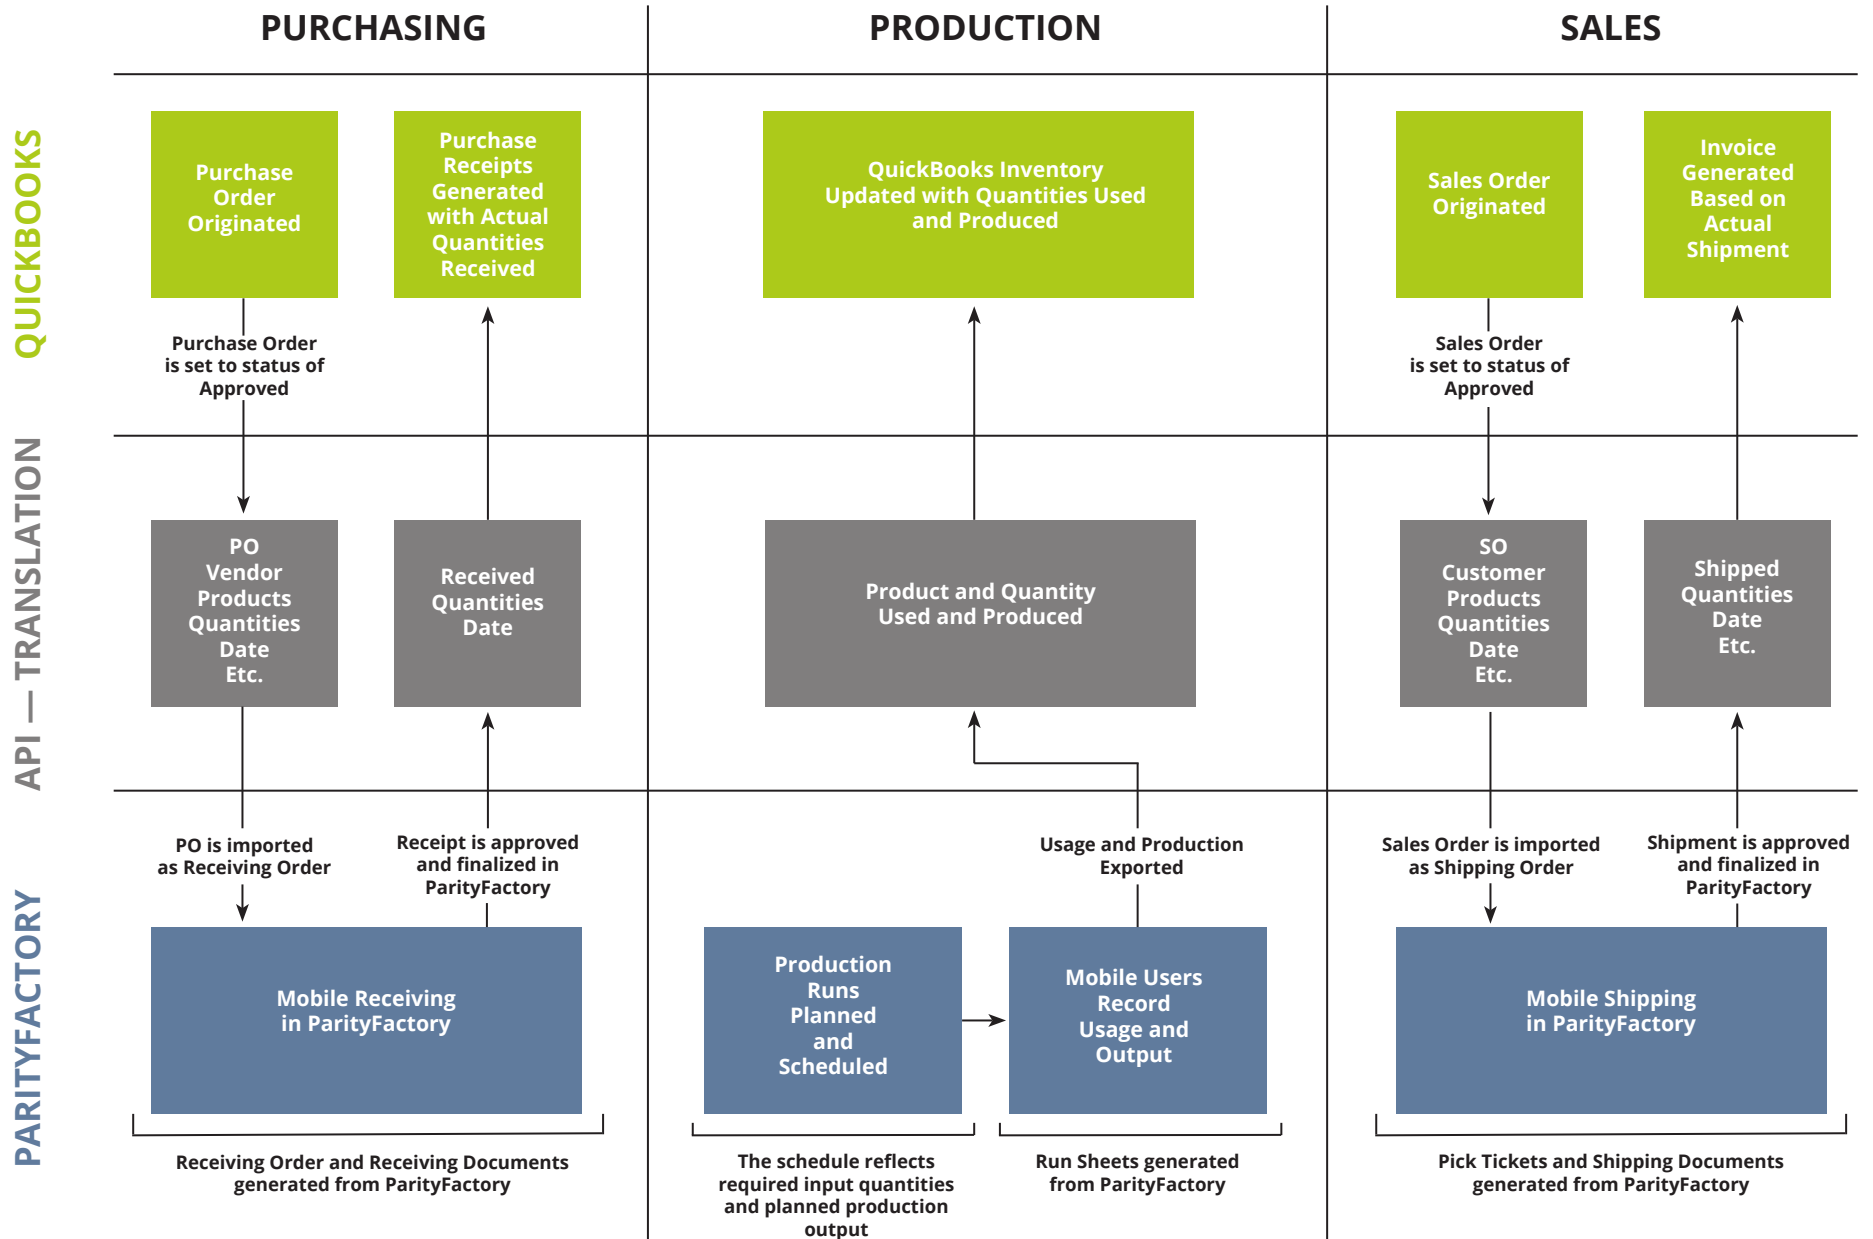 PURCHASING
PRODUCTION
SALES
QUICKBOOKS
Purchase
Order
Originated
Purchase
Receipts
Generated
with Actual
Quantities
Received
QuickBooks Inventory
Updated with Quantities Used
and Produced
Sales Order
Originated
Invoice
Generated
Based on
Actual
Shipment
Purchase Order
is set to status of
Approved
Sales Order
is set to status of
Approved
API — TRANSLATION
PO
Vendor
Products
Quantities
Date
Etc.
Received
Quantities
Date
Product and Quantity
Used and Produced
SO
Customer
Products
Quantities
Date
Etc.
Shipped
Quantities
Date
Etc.
PARITYFACTORY
PO is imported
as Receiving Order
Receipt is approved
and finalized in
ParityFactory
Usage and Production
Exported
Sales Order is imported
as Shipping Order
Shipment is approved
and finalized in
ParityFactory
Mobile Receiving
in ParityFactory
Production
Runs
Planned
and
Scheduled
Mobile Users
Record
Usage and
Output
Mobile Shipping
in ParityFactory
Receiving Order and Receiving Documents
generated from ParityFactory
The schedule reflects
required input quantities
and planned production
output
Run Sheets generated
from ParityFactory
Pick Tickets and Shipping Documents
generated from ParityFactory